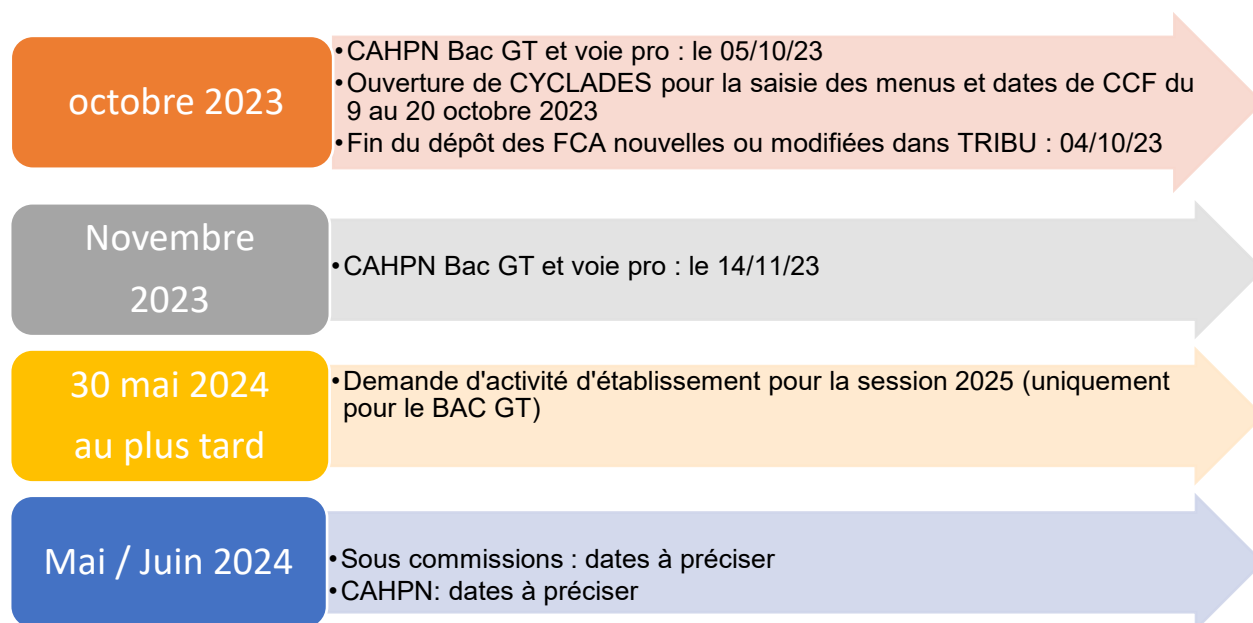 octobre 2023
•CAHPN Bac GT et voie pro : le 05/10/23
•Ouverture de CYCLADES pour la saisie des menus et dates de CCF du
9 au 20 octobre 2023
•Fin du dépôt des FCA nouvelles ou modifiées dans TRIBU : 04/10/23
Novembre
2023
•CAHPN Bac GT et voie pro : le 14/11/23
30 mai 2024
au plus tard
•Demande d'activité d'établissement pour la session 2025 (uniquement
pour le BAC GT)
Mai / Juin 2024
•Sous commissions : dates à préciser
•CAHPN: dates à préciser